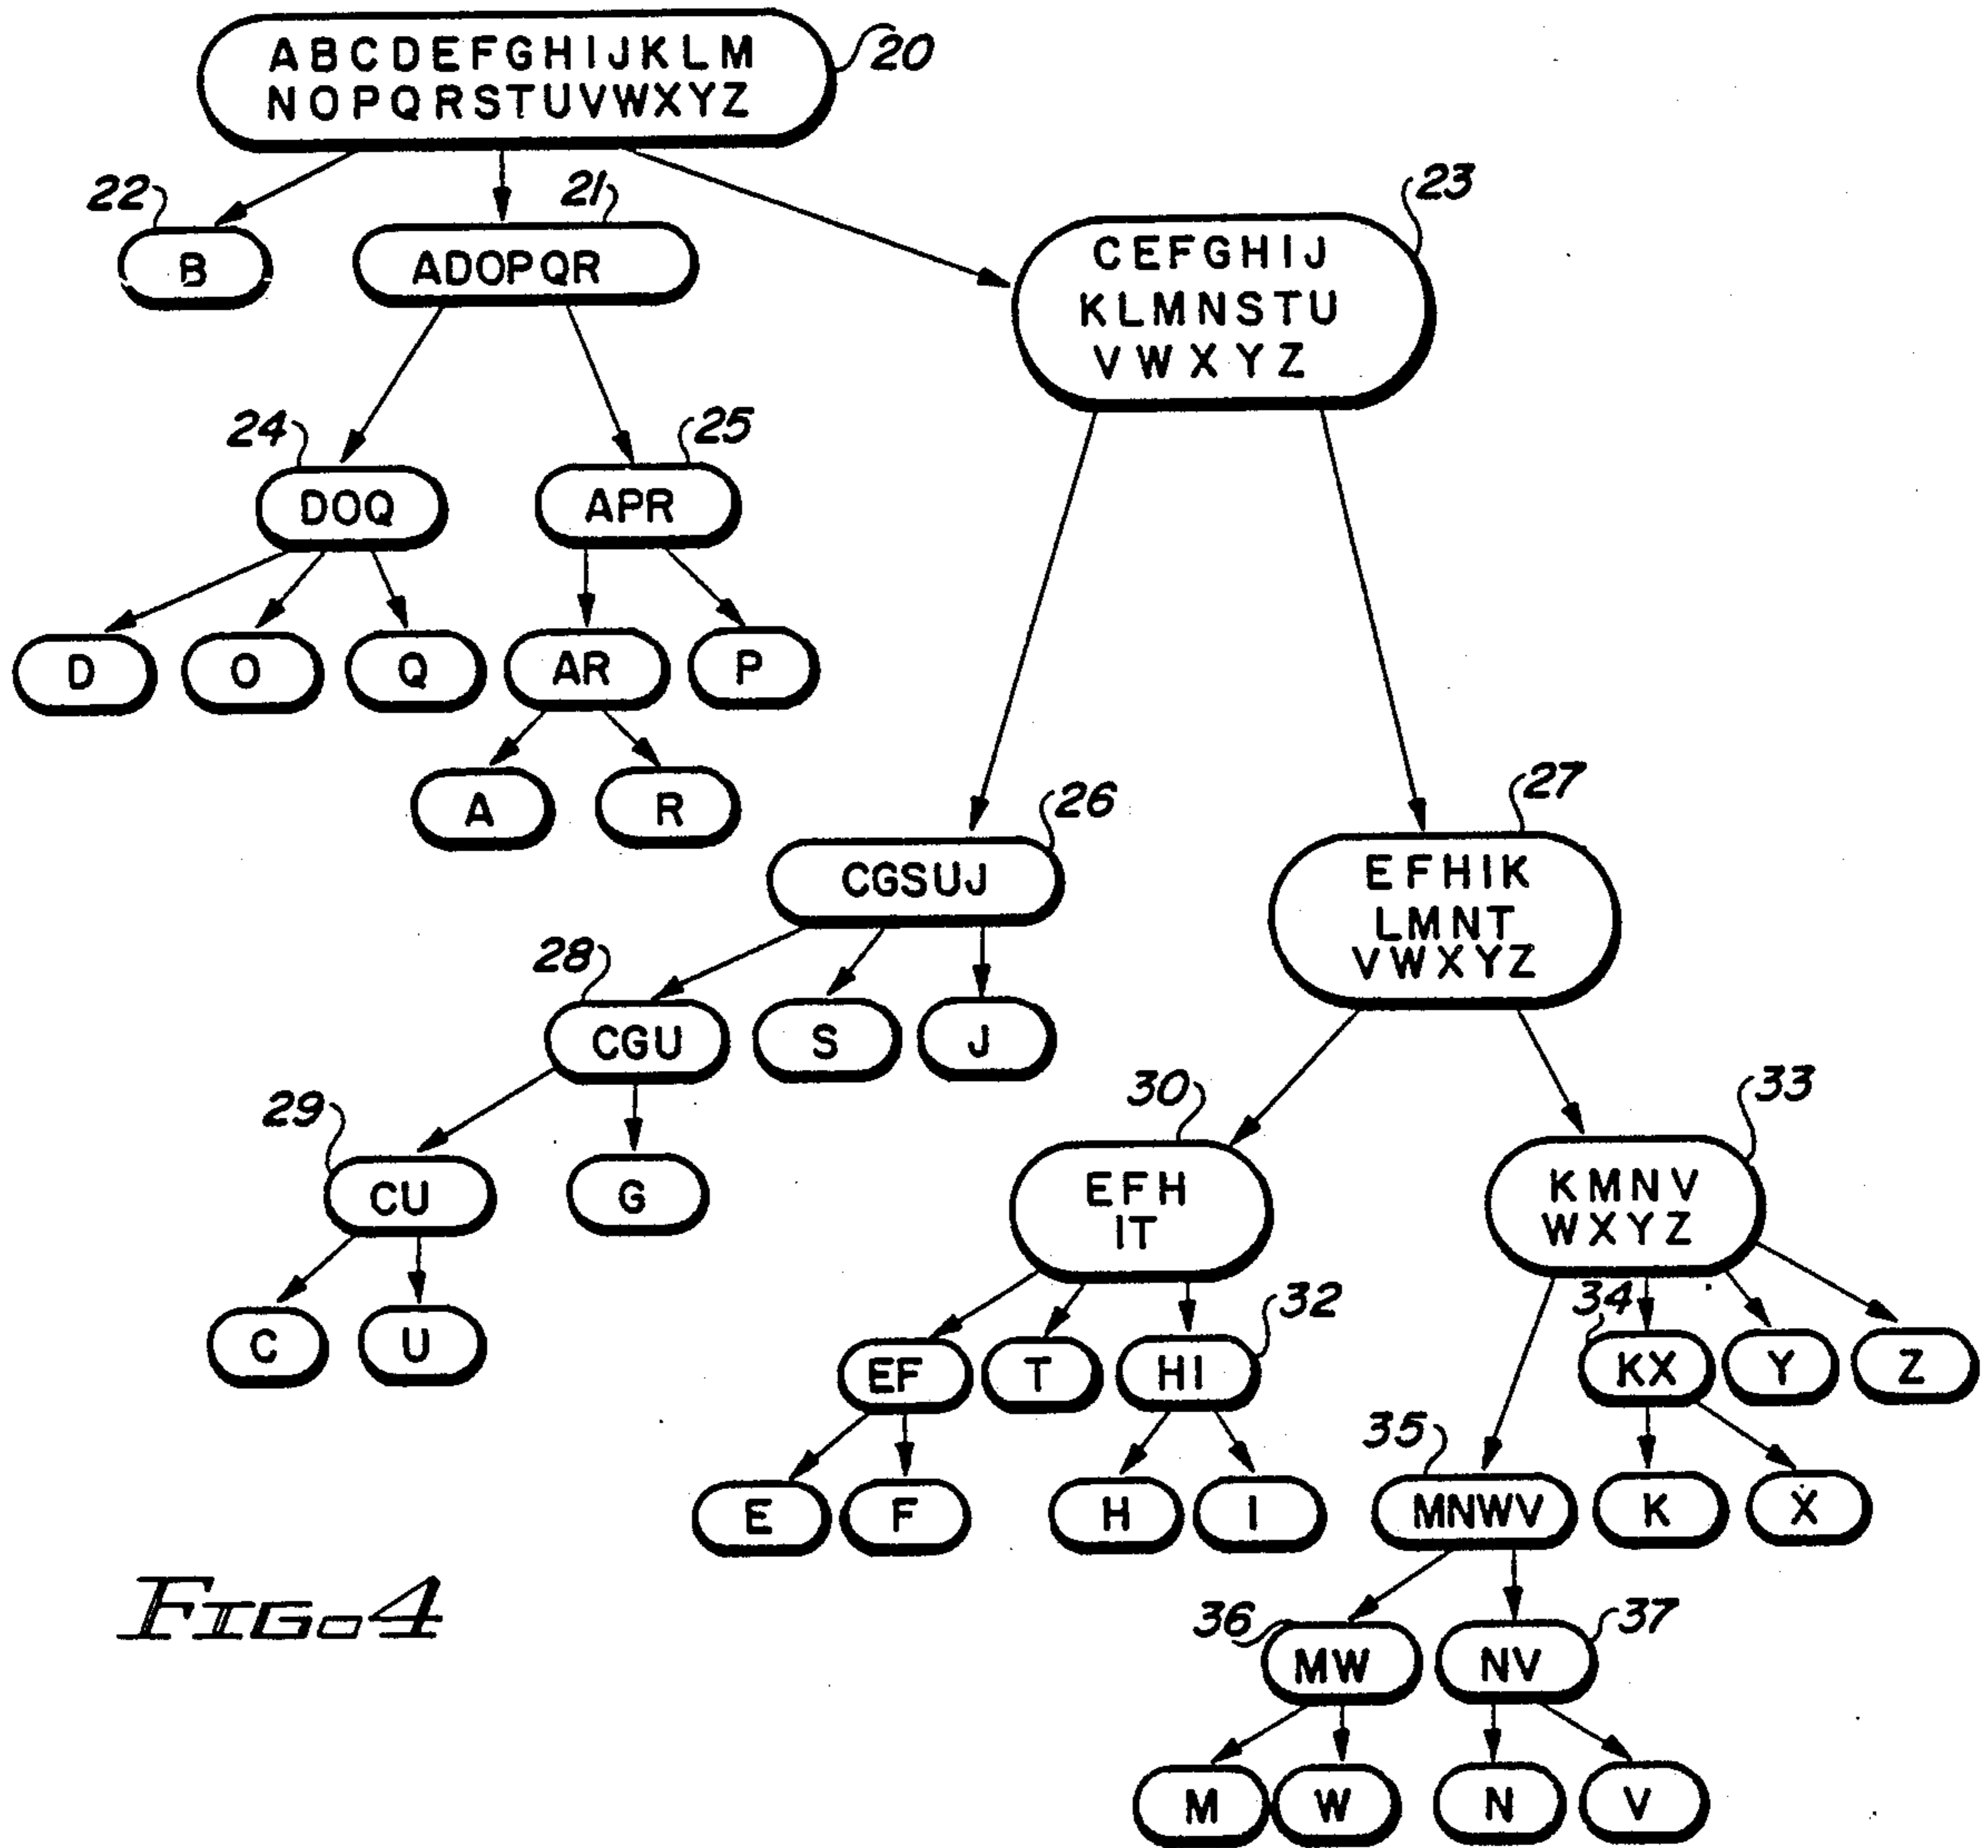 ABCDEFGHIJKLM
NOPQRSTUVWXYZ
20
22
B
21
ADOPQR
23
CEFGHIJ
KLMNSTU
VWXYZ
24
DOQ
25
APR
D
O
Q
AR
P
A
R
26
CGSUJ
27
EFHIK
LMNT
VWXYZ
28
CGU
S
J
29
CU
G
30
EFH
IT
33
KMNV
WXYZ
C
U
EF
T
32
HI
34
KX
Y
Z
E
F
H
I
35
MNWV
K
X
36
MW
37
NV
M
W
N
V
FIG. 4